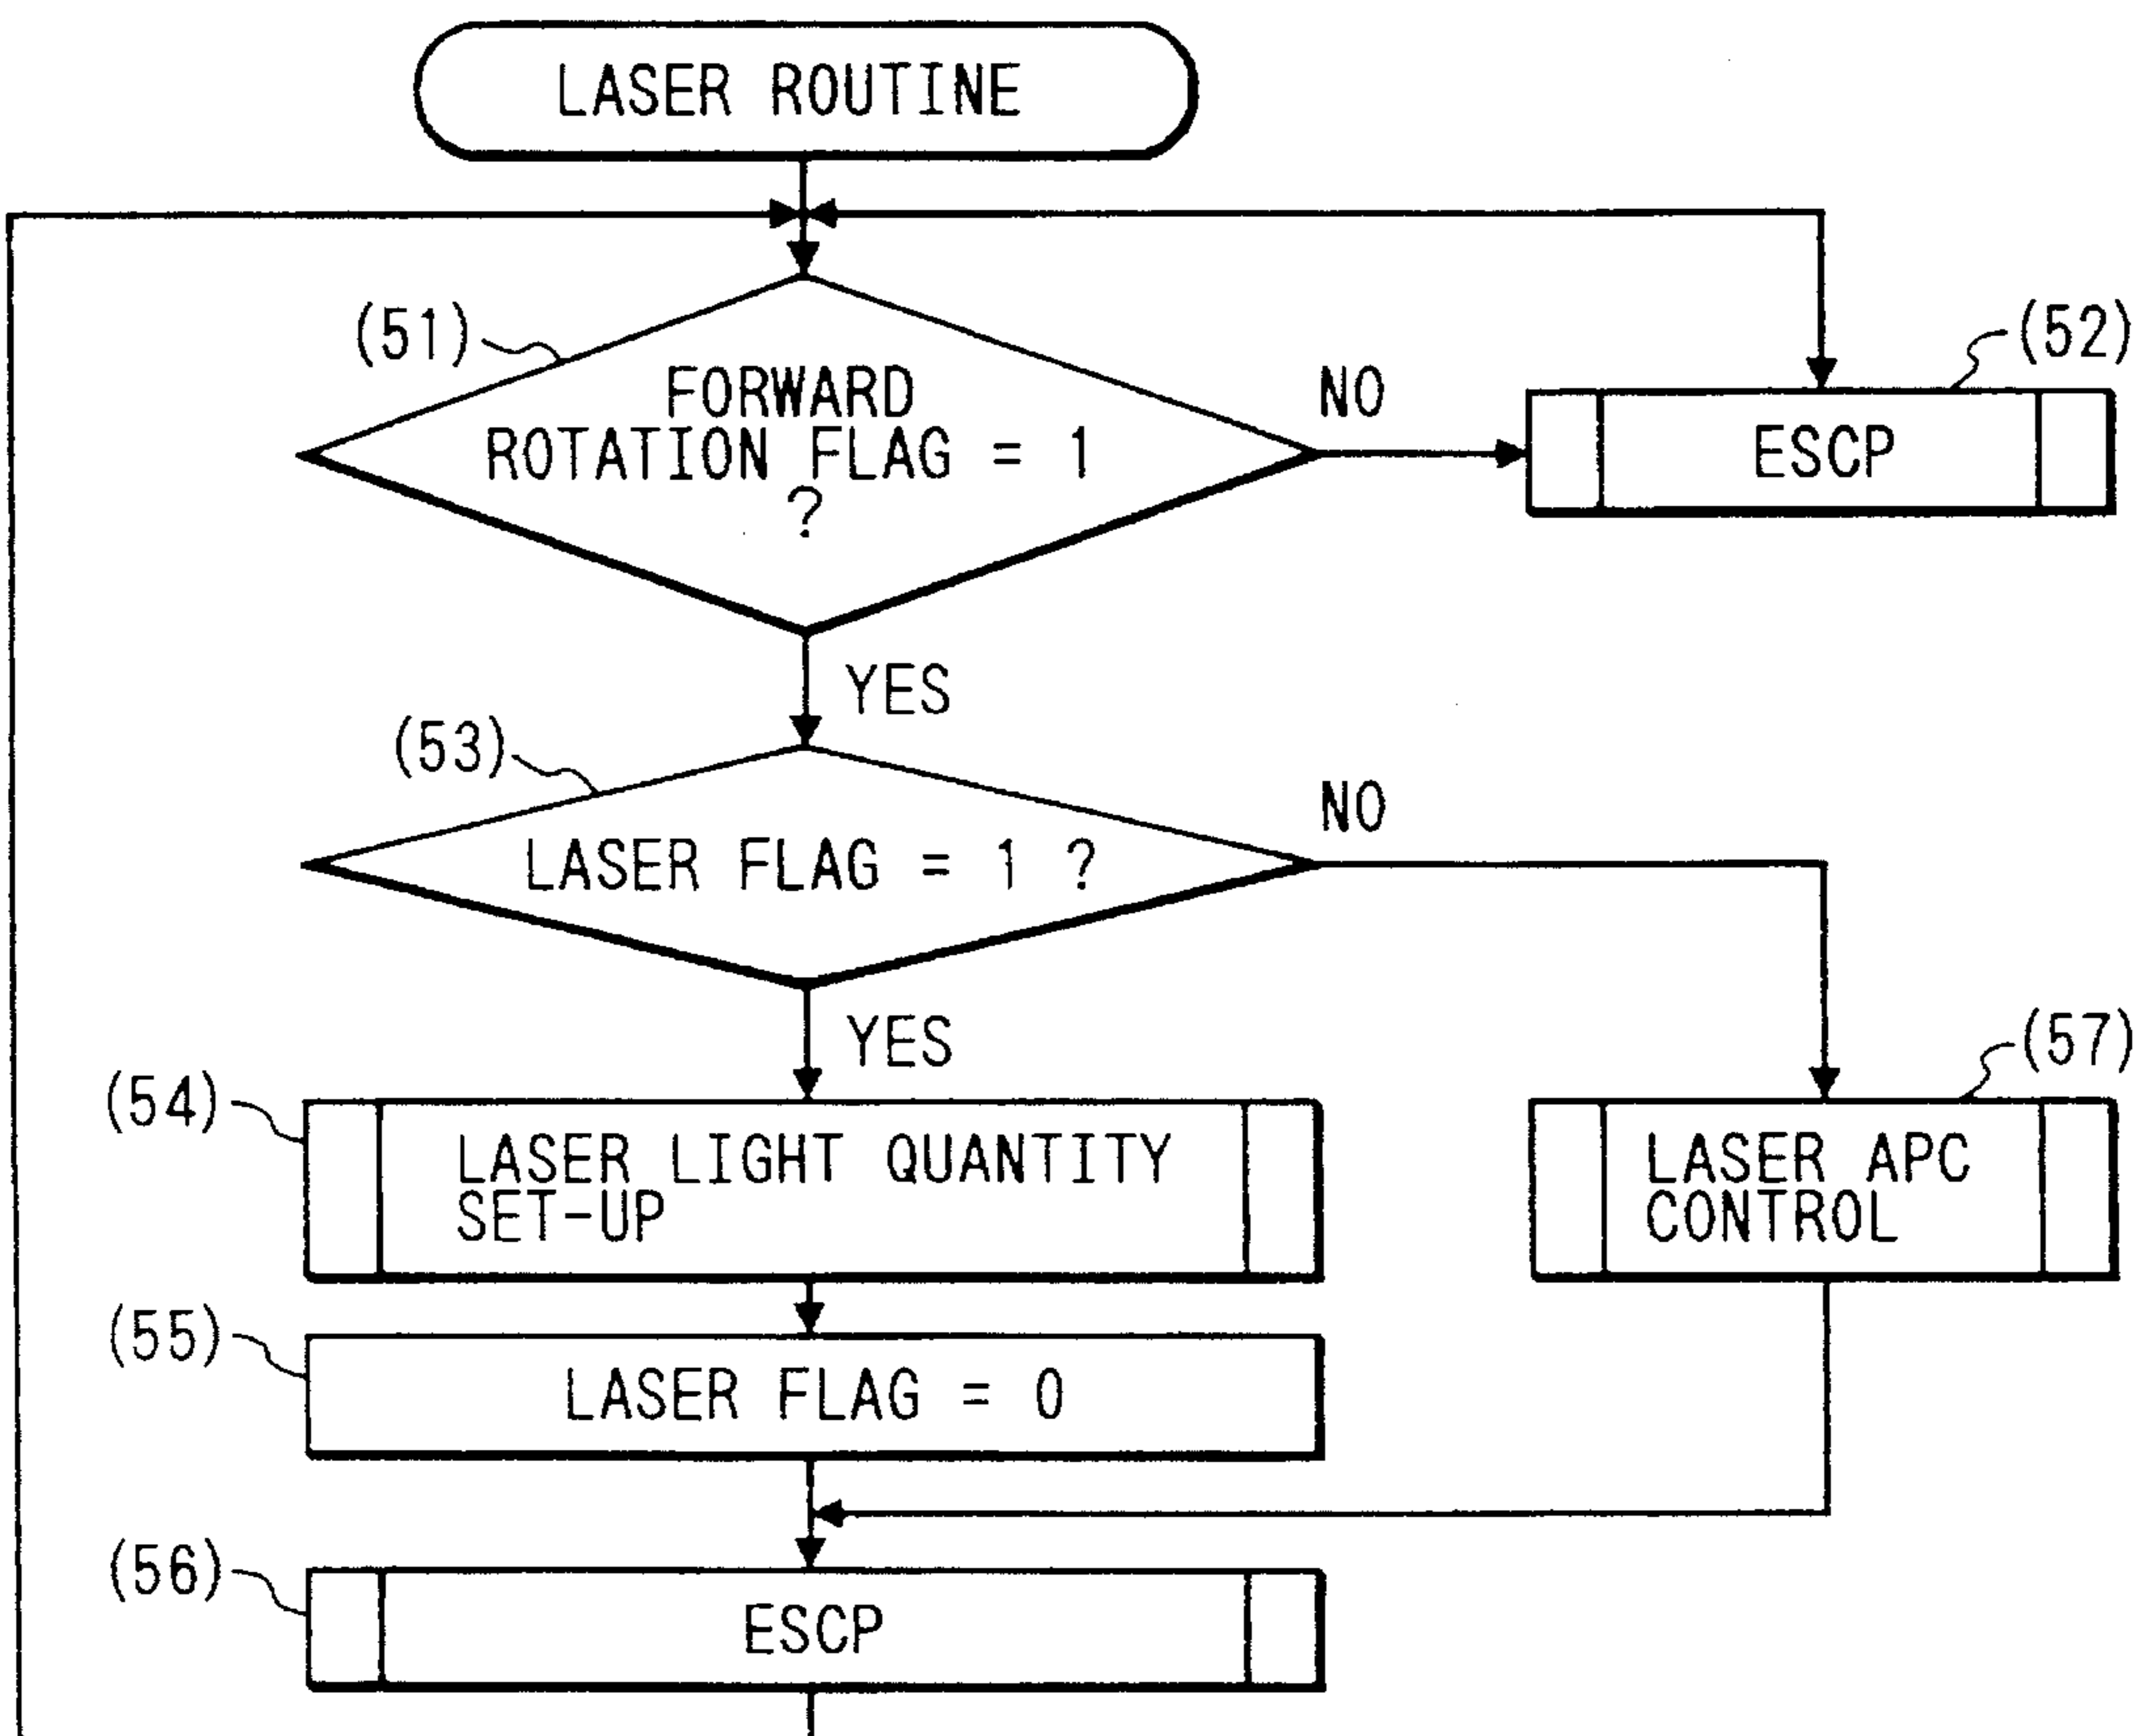 LASER ROUTINE
(51)
FORWARD
ROTATION FLAG = 1
?
NO
(52)
ESCP
YES
(53)
LASER FLAG = 1 ?
NO
YES
(54)
LASER LIGHT QUANTITY
SET-UP
(57)
LASER APC
CONTROL
(55)
LASER FLAG = 0
(56)
ESCP